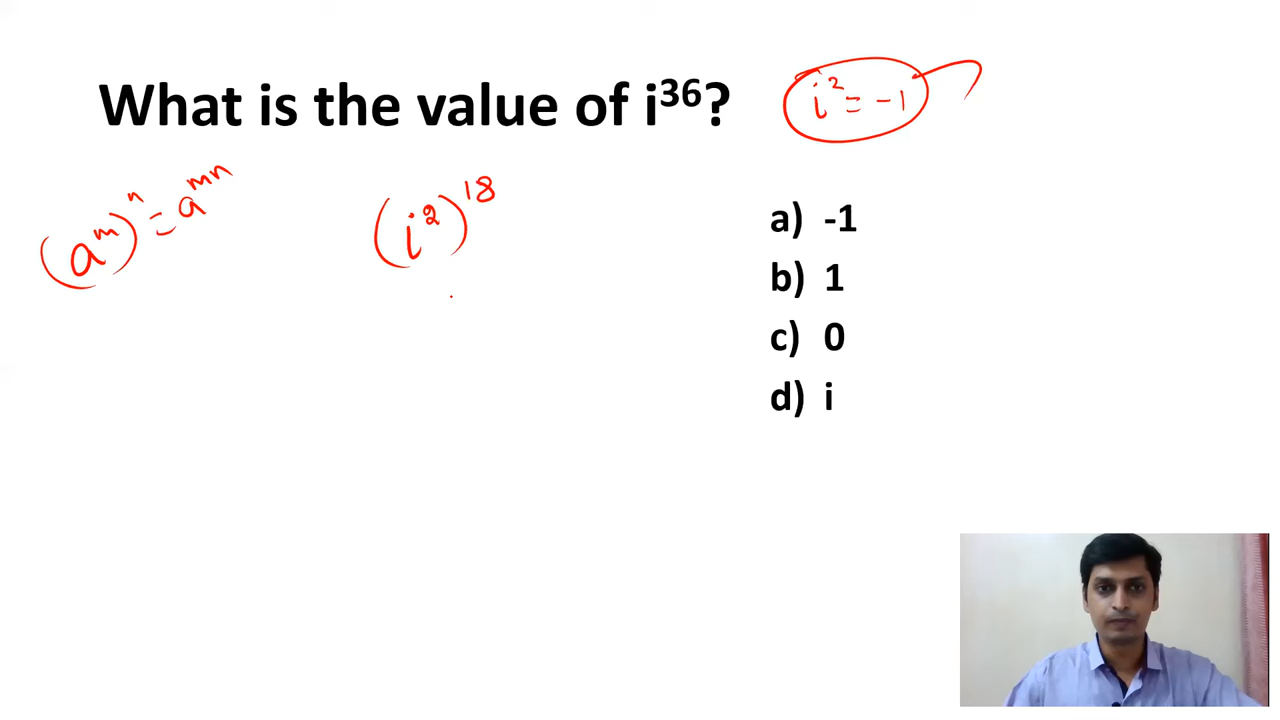 What is the value of i³⁶?
i² = -1
(aᵐ)ⁿ = aᵐⁿ
(i²)¹⁸
a) -1
b) 1
c) 0
d) i